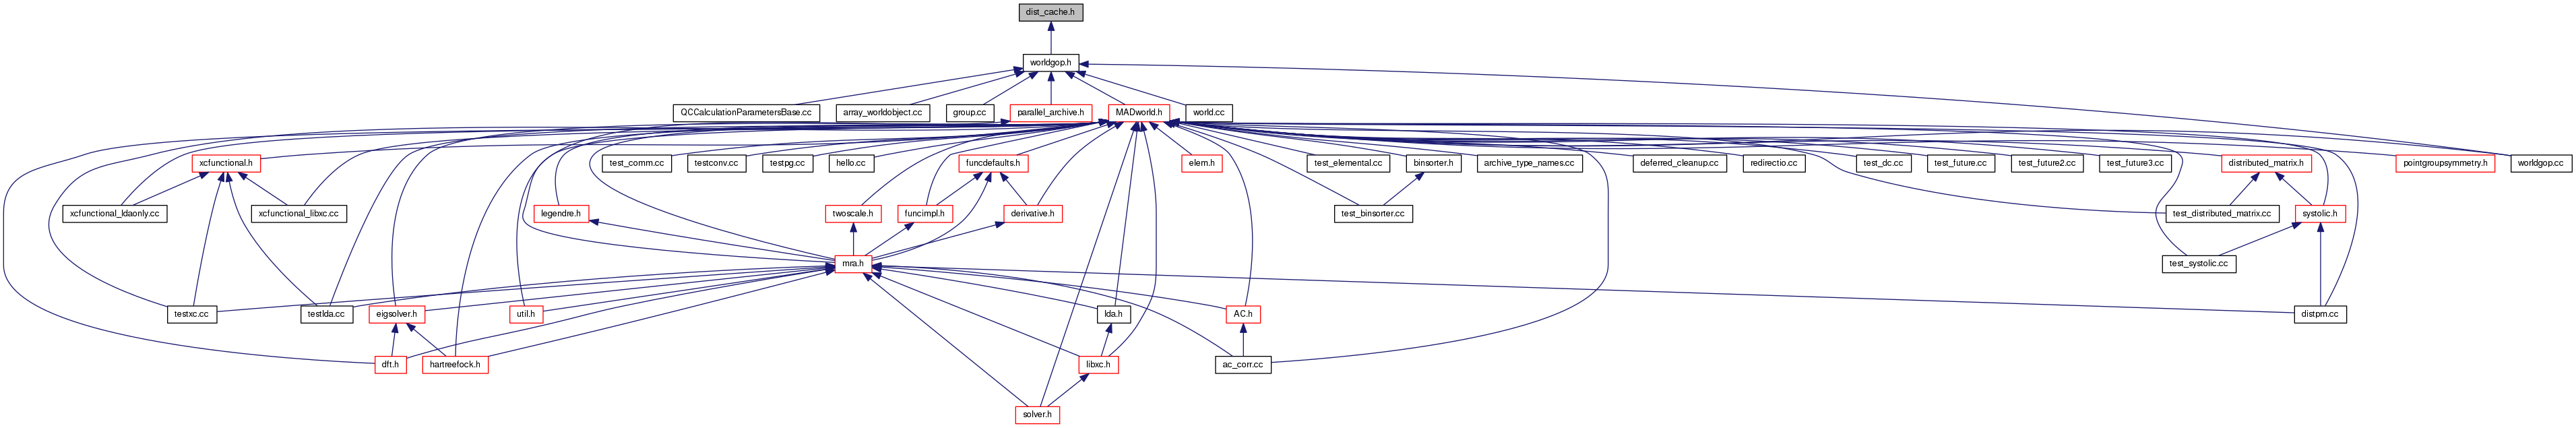 dist_cache.h
worldgop.h
QCCalculationParametersBase.cc
array_worldobject.cc
group.cc
parallel_archive.h
MADworld.h
world.cc
xcfunctional.h
test_comm.cc
testconv.cc
testpg.cc
hello.cc
funcdefaults.h
elem.h
test_elemental.cc
binsorter.h
archive_type_names.cc
deferred_cleanup.cc
redirectio.cc
test_dc.cc
test_future.cc
test_future2.cc
test_future3.cc
distributed_matrix.h
pointgroupsymmetry.h
worldgop.cc
xcfunctional_ldaonly.cc
xcfunctional_libxc.cc
legendre.h
twoscale.h
funcimpl.h
derivative.h
test_binsorter.cc
test_distributed_matrix.cc
systolic.h
mra.h
test_systolic.cc
testxc.cc
testlda.cc
eigsolver.h
util.h
lda.h
AC.h
distpm.cc
dft.h
hartreefock.h
libxc.h
ac_corr.cc
solver.h